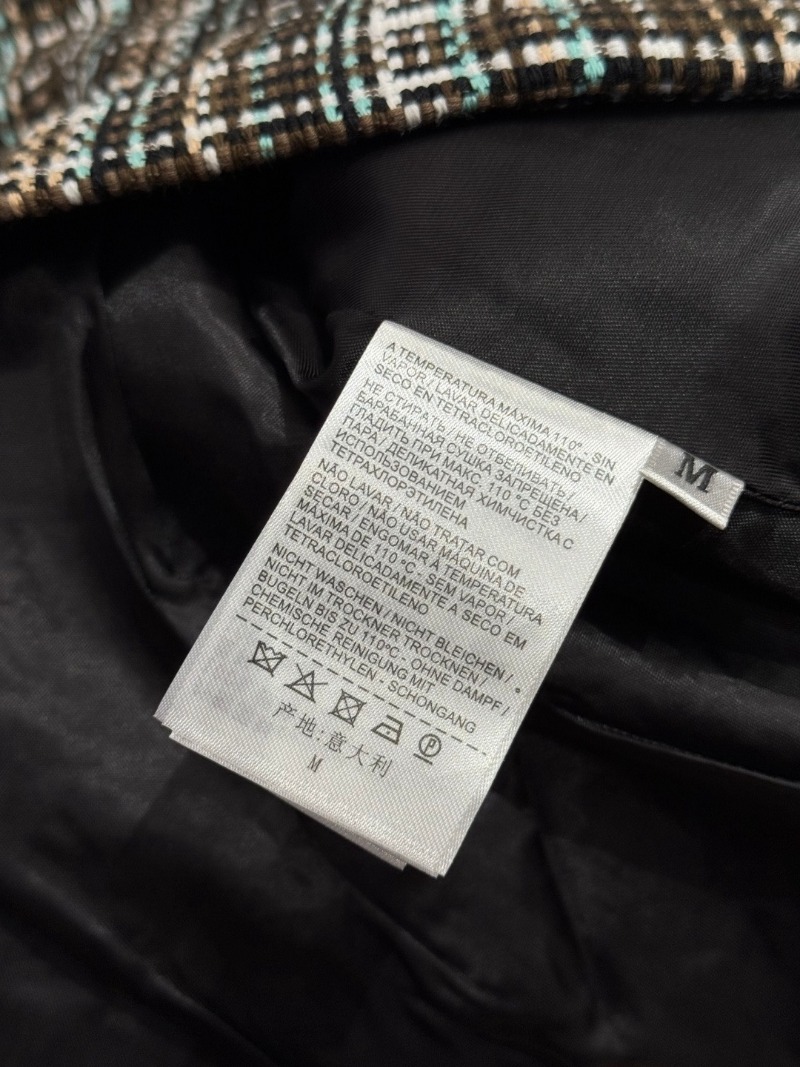 A TEMPERATURA MÁXIMA 110° - SIN
VAPOR / LAVAR DELICADAMENTE EN
SECO EN TETRACLOROETILENO
НЕ СТИРАТЬ, НЕ ОТБЕЛИВАТЬ /
БАРАБАННАЯ СУШКА ЗАПРЕЩЕНА /
ГЛАДИТЬ ПРИ МАКС. 110 °С БЕЗ
ПАРА / ДЕЛИКАТНАЯ ХИМЧИСТКА С
ИСПОЛЬЗОВАНИЕМ
ТЕТРАХЛОРЭТИЛЕНА
NÃO LAVAR / NÃO TRATAR COM
CLORO / NÃO USAR MÁQUINA DE
SECAR / ENGOMAR À TEMPERATURA
MÁXIMA DE 110°C - SEM VAPOR /
LAVAR DELICADAMENTE A SECO EM
TETRACLOROETILENO
NICHT WASCHEN / NICHT BLEICHEN /
NICHT IM TROCKNER TROCKNEN /
BUGELN BIS ZU 110°C - OHNE DAMPF /
CHEMISCHE REINIGUNG MIT
PERCHLORETHYLEN - SCHONGANG
P
产地:意大利
M
M